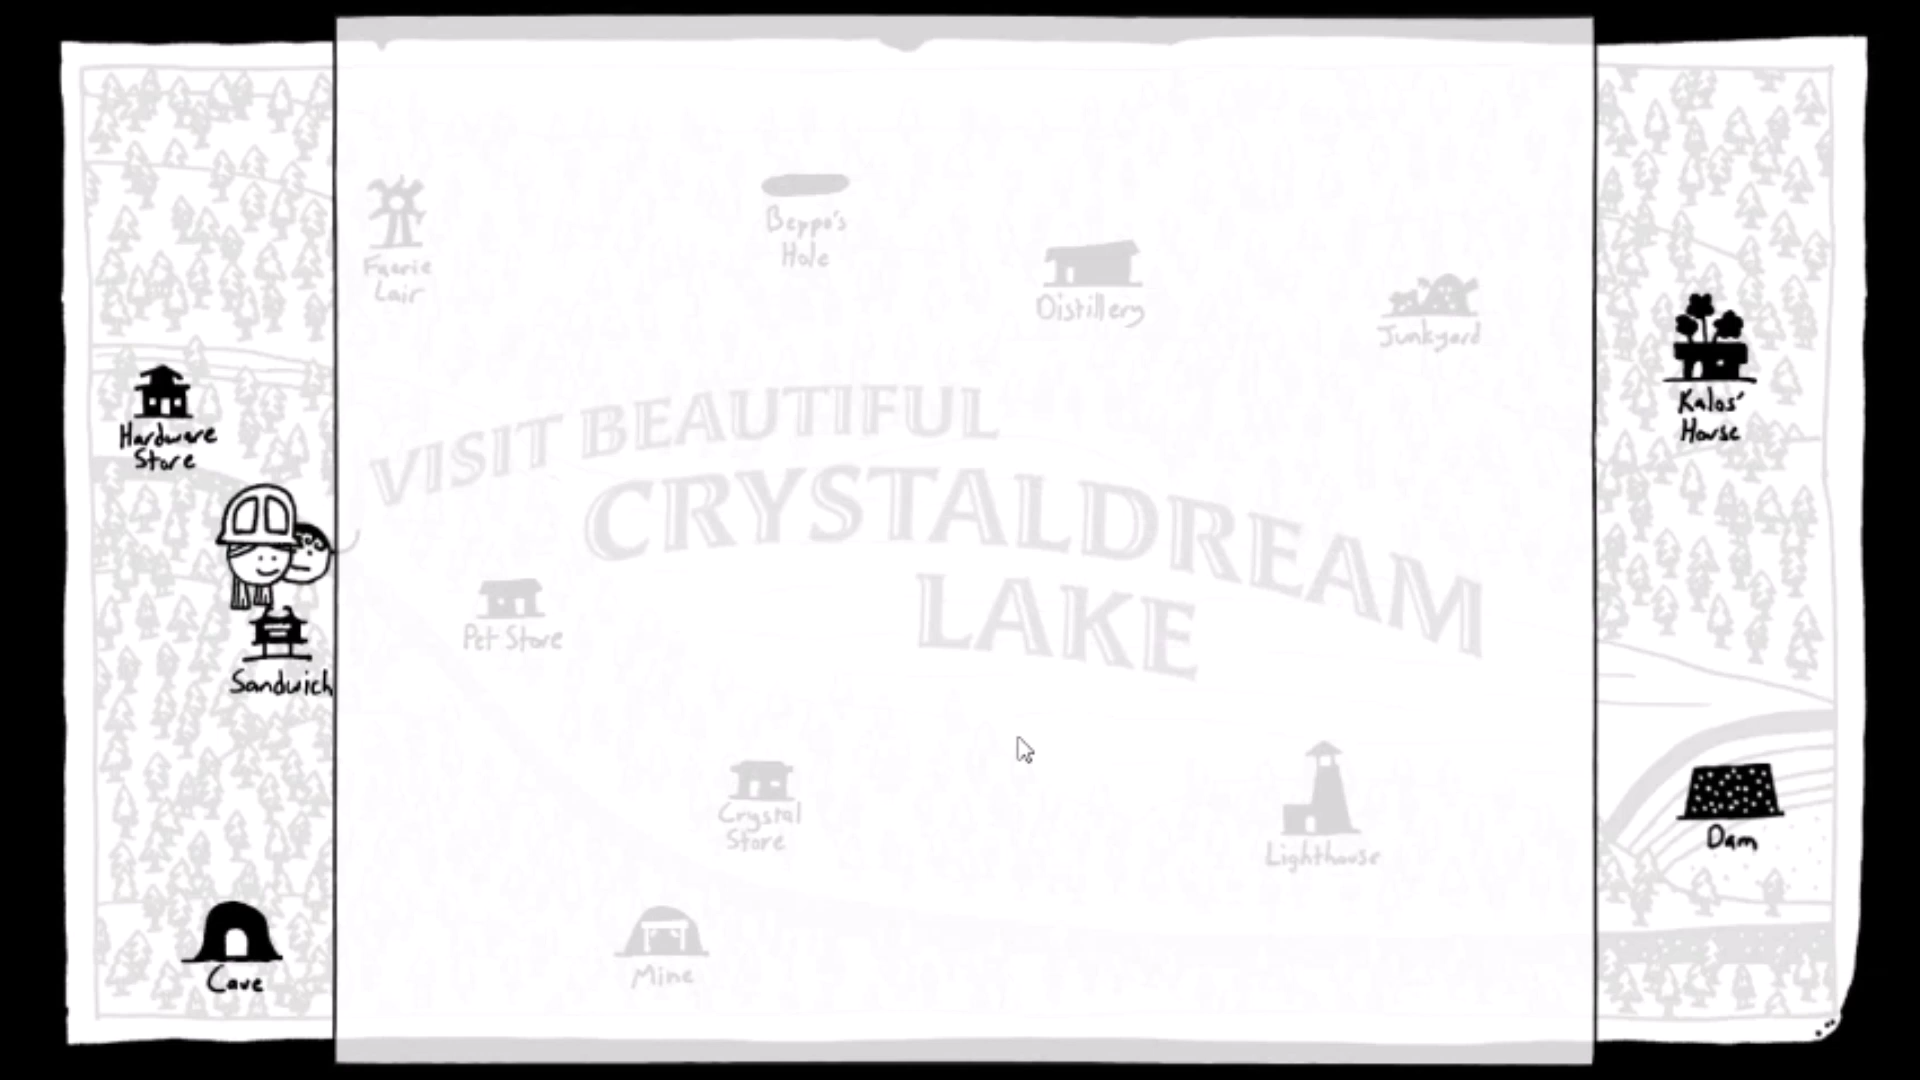 Beppo's
Hole
Faerie
Lair
Distillery
Junkyard
Kalos'
House
Hardware
Store
VISIT BEAUTIFUL
CRYSTALDREAM
LAKE
Pet Store
Sandwich
Crystal
Store
Lighthouse
Dam
Mine
Cave